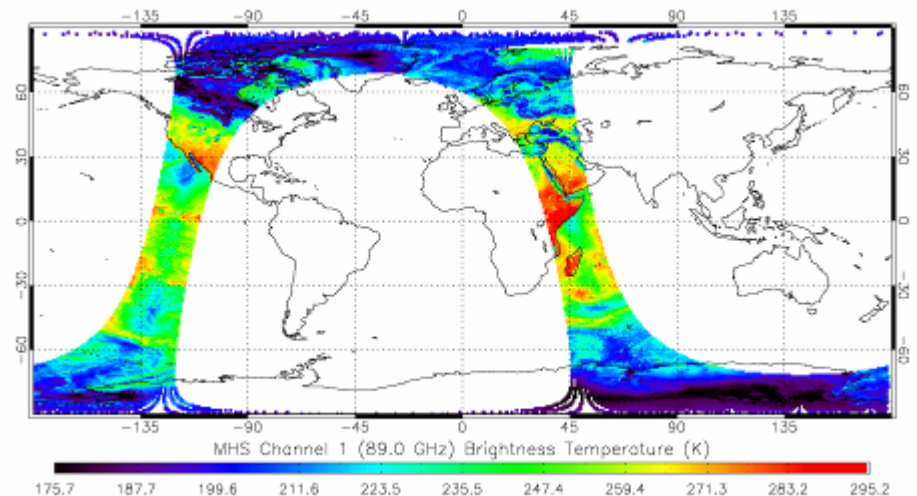 -135 -90 -45 0 45 90 135
60 60
30 30
0 0
-30 -30
-60 -60
-135 -90 -45 0 45 90 135
MHS Channel 1 (89.0 GHz) Brightness Temperature (K)
175.7 187.7 199.6 211.6 223.5 235.5 247.4 259.4 271.3 283.2 295.2